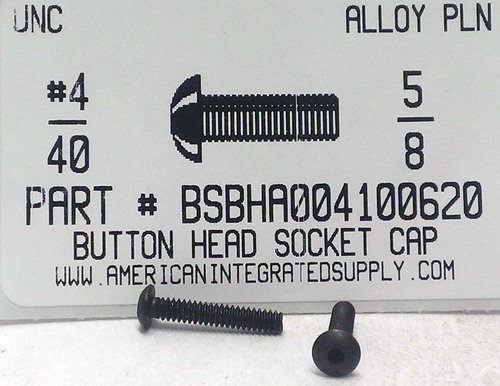 UNC ALLOY PLN
#4 5
40 8
PART # BSBHA004100620
BUTTON HEAD SOCKET CAP
WWW.AMERICANINTEGRATEDSUPPLY.COM